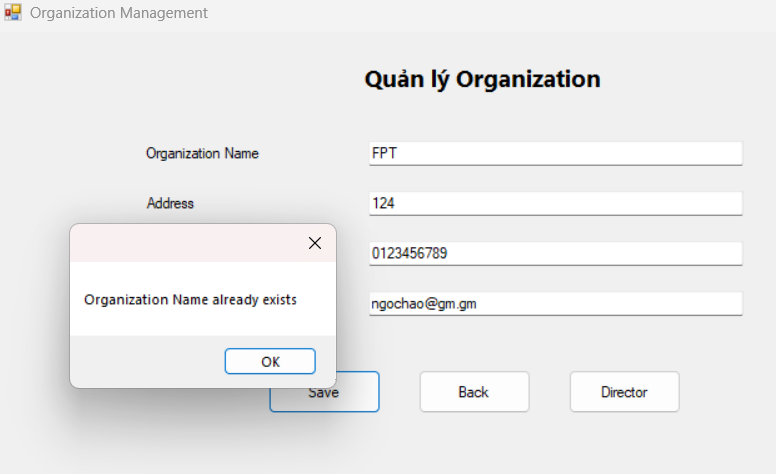 Organization Management
Quản lý Organization
Organization Name
FPT
Address
124
0123456789
ngochao@gm.gm
Organization Name already exists
OK
Save
Back
Director